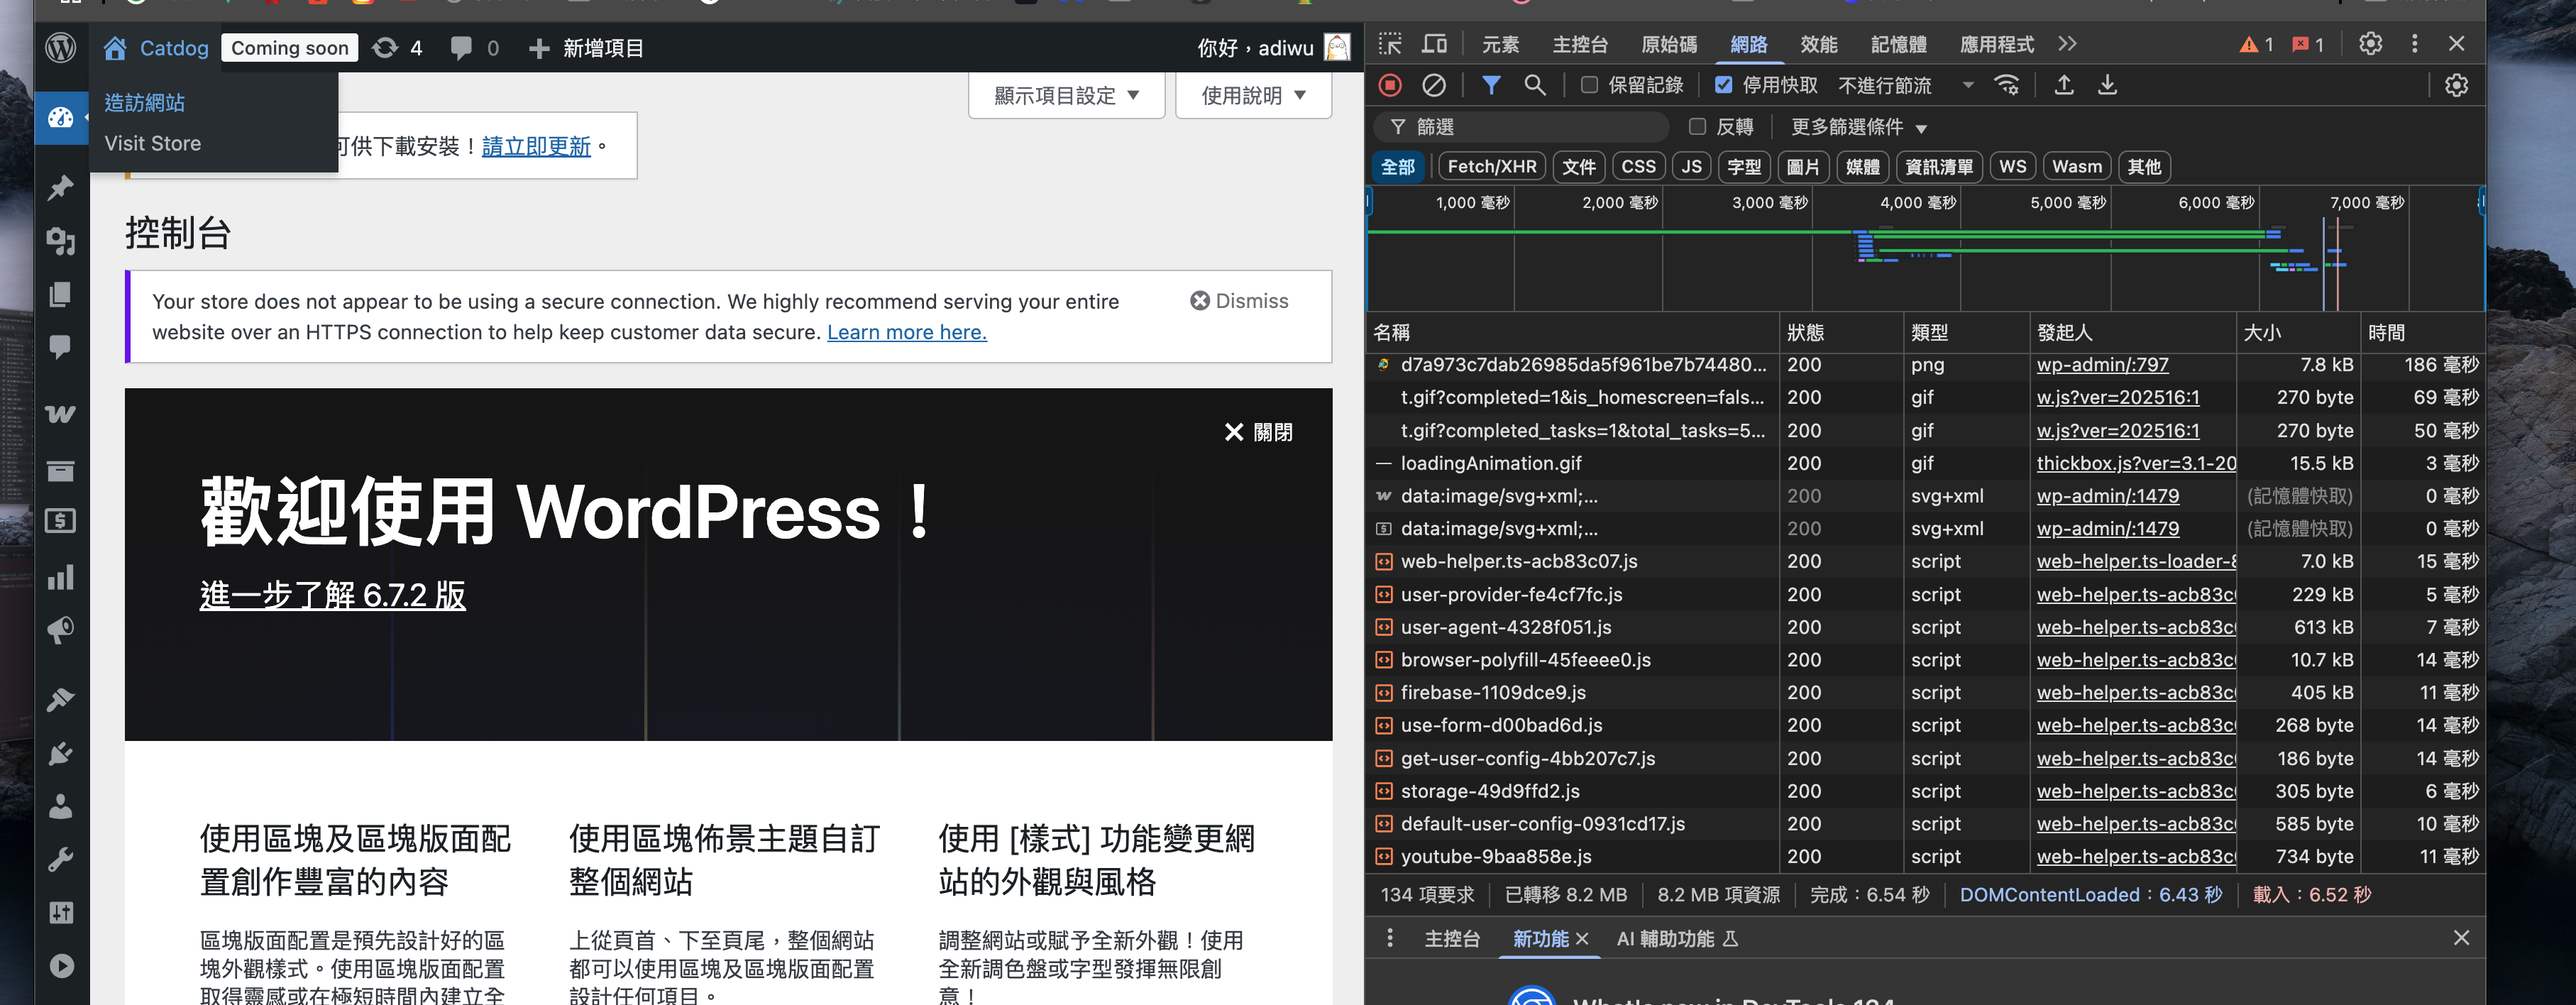 Catdog
Coming soon
4
0
新增項目
你好，adiwu
造訪網站
Visit Store
顯示項目設定
使用說明
可供下載安裝！請立即更新。
控制台
Your store does not appear to be using a secure connection. We highly recommend serving your entire
website over an HTTPS connection to help keep customer data secure. Learn more here.
Dismiss
關閉
歡迎使用 WordPress！
進一步了解 6.7.2 版
使用區塊及區塊版面配
置創作豐富的內容
區塊版面配置是預先設計好的區
塊外觀樣式。使用區塊版面配置
取得靈感或在極短時間內建立全
使用區塊佈景主題自訂
整個網站
上從頁首、下至頁尾，整個網站
都可以使用區塊及區塊版面配置
設計任何項目。
使用 [樣式] 功能變更網
站的外觀與風格
調整網站或賦予全新外觀！使用
全新調色盤或字型發揮無限創
意！
元素 主控台 原始碼 網路 效能 記憶體 應用程式 1 1
保留記錄 停用快取 不進行節流
篩選 反轉 更多篩選條件
全部 Fetch/XHR 文件 CSS JS 字型 圖片 媒體 資訊清單 WS Wasm 其他
1,000 毫秒 2,000 毫秒 3,000 毫秒 4,000 毫秒 5,000 毫秒 6,000 毫秒 7,000 毫秒
名稱 狀態 類型 發起人 大小 時間
d7a973c7dab26985da5f961be7b74480... 200 png wp-admin/:797 7.8 kB 186 毫秒
t.gif?completed=1&is_homescreen=fals... 200 gif w.js?ver=202516:1 270 byte 69 毫秒
t.gif?completed_tasks=1&total_tasks=5... 200 gif w.js?ver=202516:1 270 byte 50 毫秒
loadingAnimation.gif 200 gif thickbox.js?ver=3.1-20 15.5 kB 3 毫秒
data:image/svg+xml;... 200 svg+xml wp-admin/:1479 (記憶體快取) 0 毫秒
data:image/svg+xml;... 200 svg+xml wp-admin/:1479 (記憶體快取) 0 毫秒
web-helper.ts-acb83c07.js 200 script web-helper.ts-loader-8 7.0 kB 15 毫秒
user-provider-fe4cf7fc.js 200 script web-helper.ts-acb83c 229 kB 5 毫秒
user-agent-4328f051.js 200 script web-helper.ts-acb83c 613 kB 7 毫秒
browser-polyfill-45feeee0.js 200 script web-helper.ts-acb83c 10.7 kB 14 毫秒
firebase-1109dce9.js 200 script web-helper.ts-acb83c 405 kB 11 毫秒
use-form-d00bad6d.js 200 script web-helper.ts-acb83c 268 byte 14 毫秒
get-user-config-4bb207c7.js 200 script web-helper.ts-acb83c 186 byte 14 毫秒
storage-49d9ffd2.js 200 script web-helper.ts-acb83c 305 byte 6 毫秒
default-user-config-0931cd17.js 200 script web-helper.ts-acb83c 585 byte 10 毫秒
youtube-9baa858e.js 200 script web-helper.ts-acb83c 734 byte 11 毫秒
134 項要求 已轉移 8.2 MB 8.2 MB 項資源 完成：6.54 秒 DOMContentLoaded：6.43 秒 載入：6.52 秒
主控台 新功能 AI 輔助功能
What's new in DevTools 134